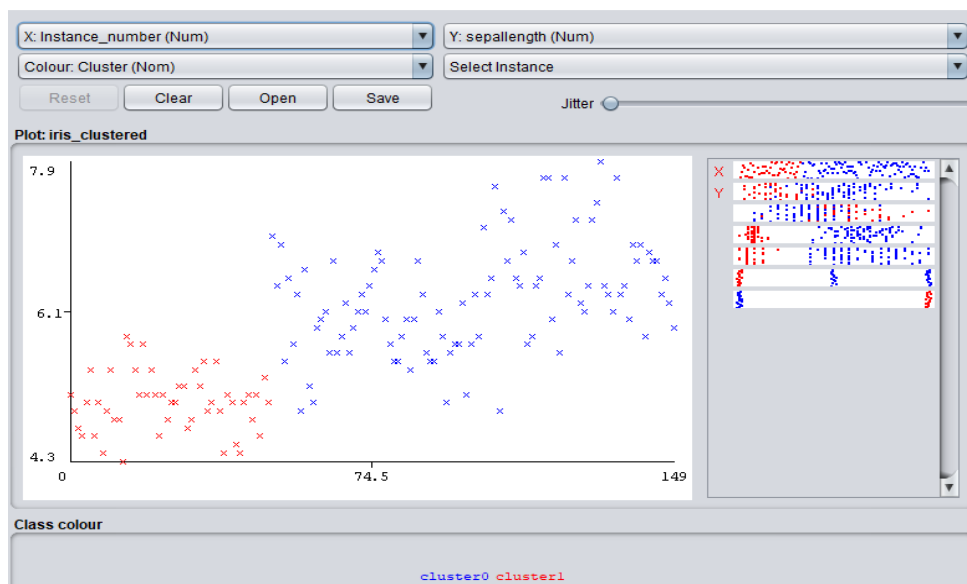 X: Instance_number (Num) Y: sepallength (Num)
Colour: Cluster (Nom) Select Instance
Reset Clear Open Save Jitter
Plot: iris_clustered
7.9
6.1
4.3
0 74.5 149
X
Y
Class colour
cluster0 cluster1